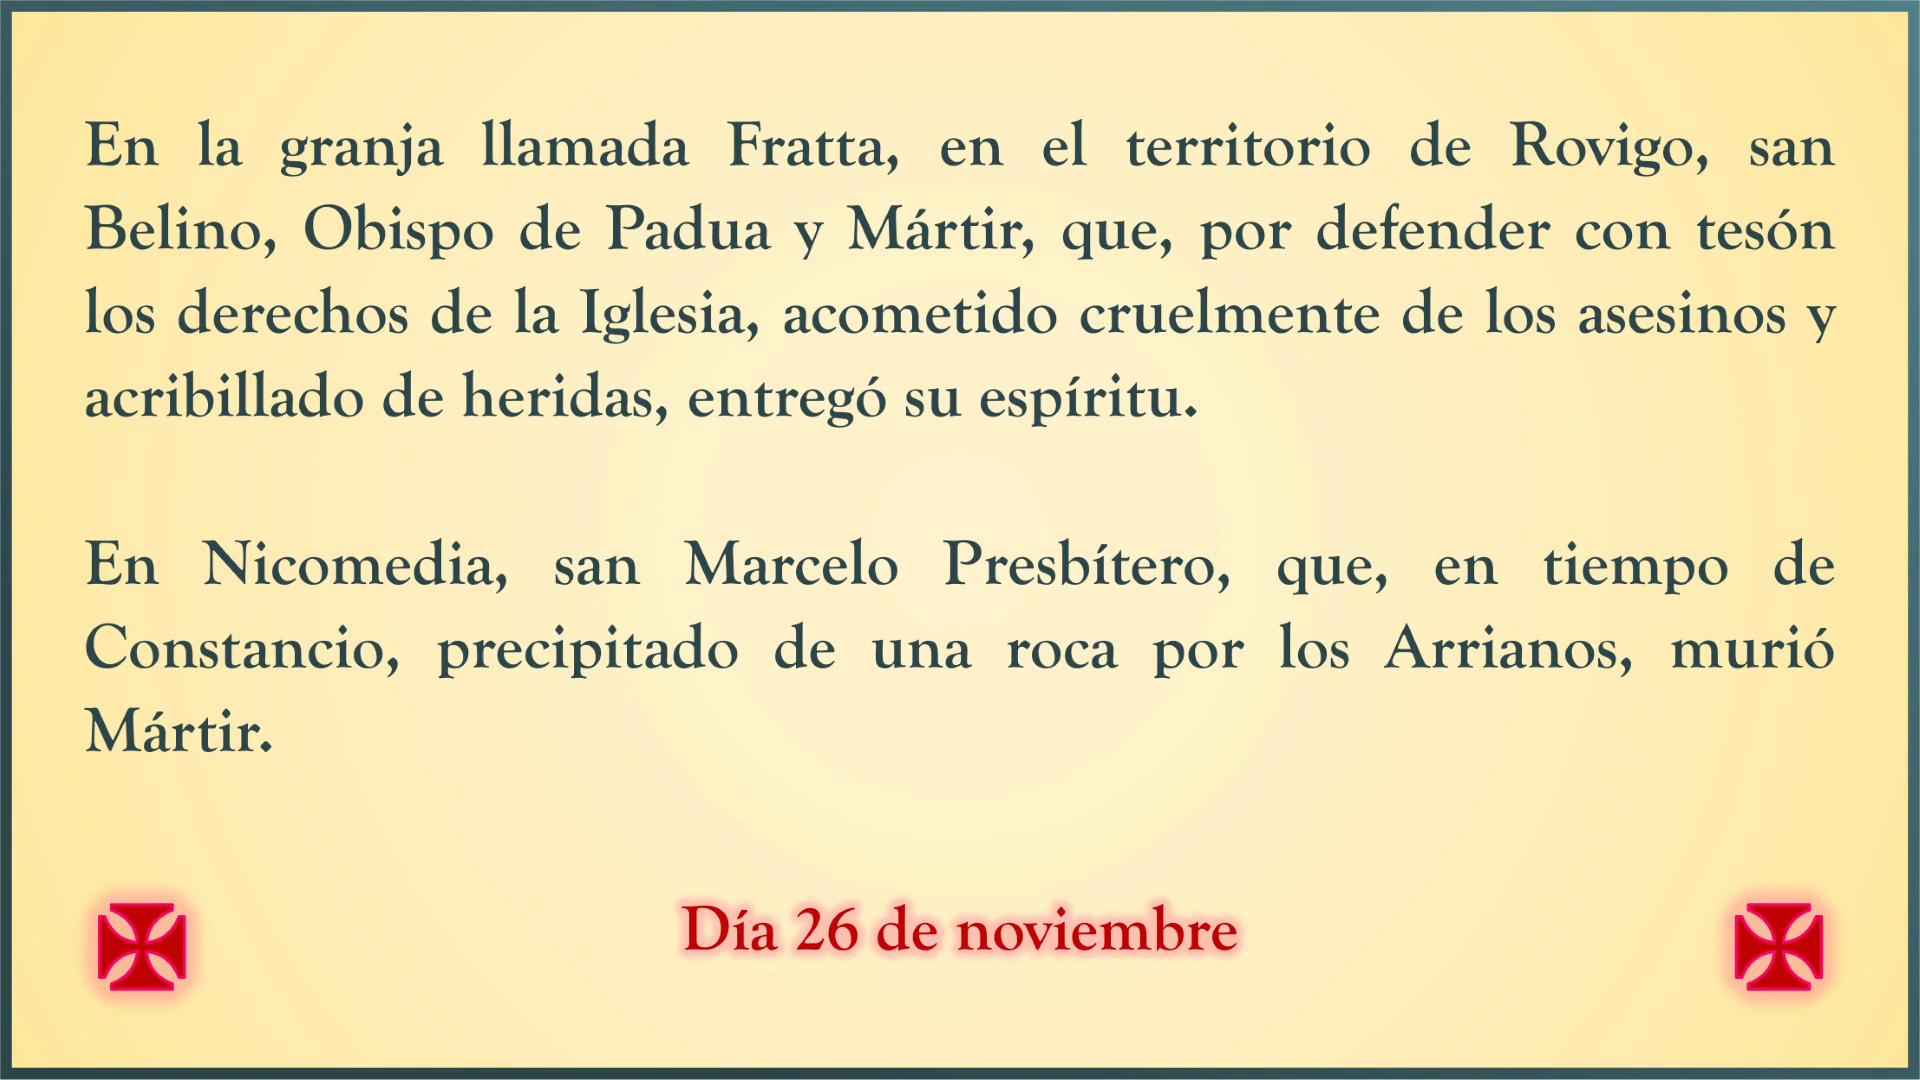 En la granja llamada Fratta, en el territorio de Rovigo, san
Belino, Obispo de Padua y Mártir, que, por defender con tesón
los derechos de la Iglesia, acometido cruelmente de los asesinos y
acribillado de heridas, entregó su espíritu.
En Nicomedia, san Marcelo Presbítero, que, en tiempo de
Constancio, precipitado de una roca por los Arrianos, murió
Mártir.
Día 26 de noviembre